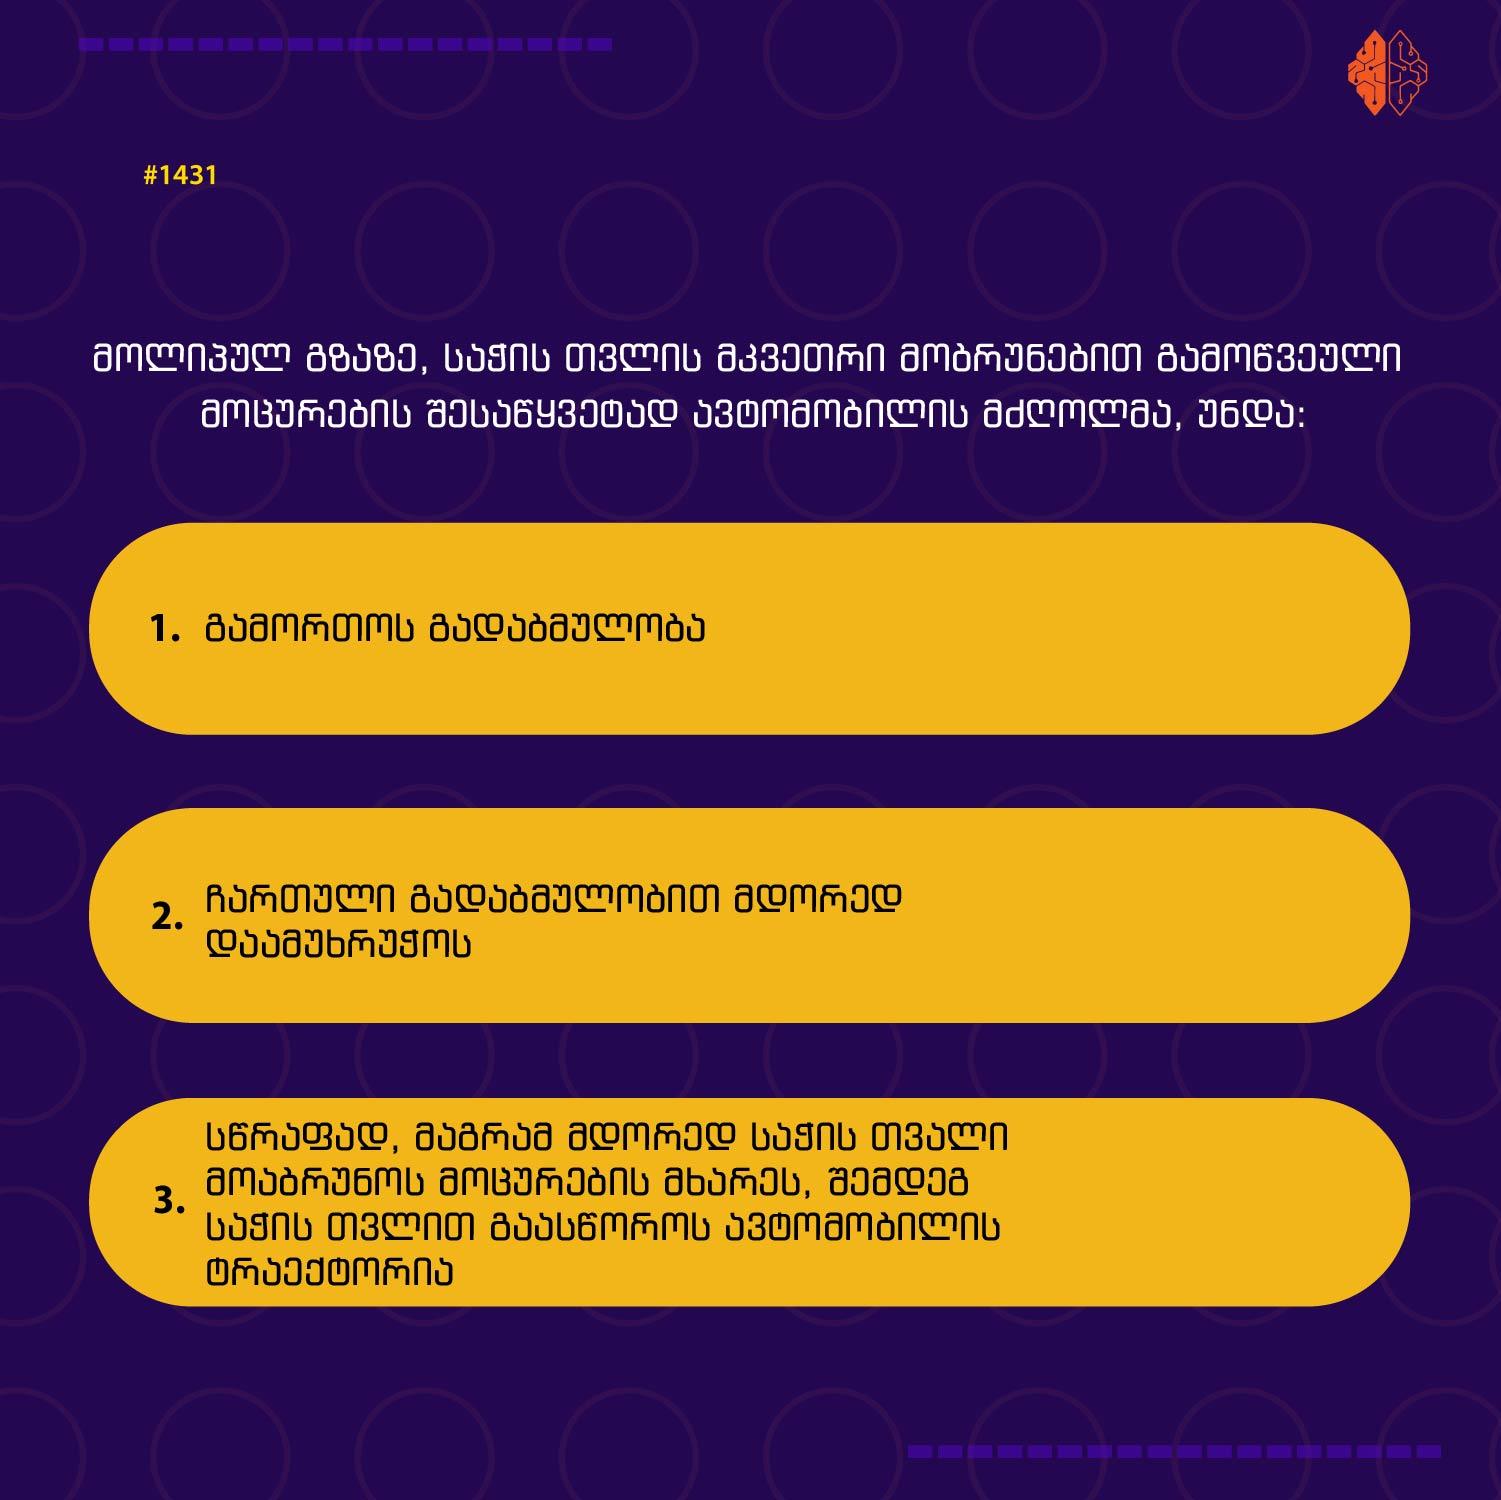 #1431
მოლიპულ გზაზე, საჭის თვლის მკვეთრი მობრუნებით გამოწვეული
მოცურების შესაწყვეტად ავტომობილის მძღოლმა, უნდა:
1. გამორთოს გადაბმულობა
2. ჩართული გადაბმულობით მდორედ
დაამუხრუჭოს
3. სწრაფად, მაგრამ მდორედ საჭის თვალი
მოაბრუნოს მოცურების მხარეს, შემდეგ
საჭის თვლით გაასწოროს ავტომობილის
ტრაექტორია